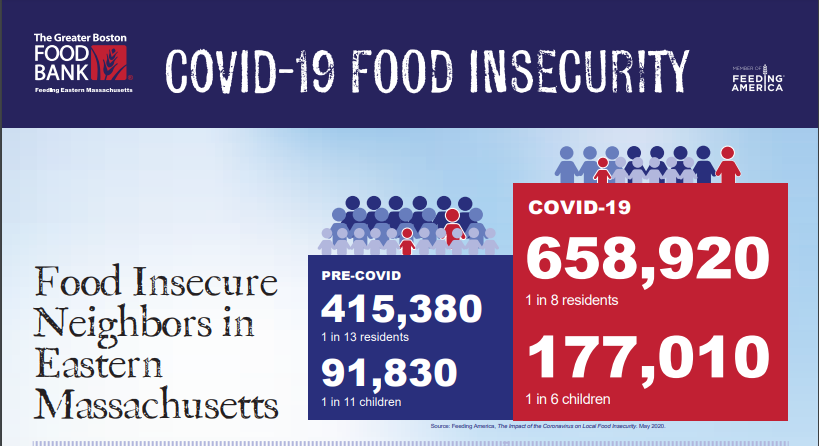 The Greater Boston
FOOD
BANK
Feeding Eastern Massachusetts
COVID-19 FOOD INSECURITY
MEMBER OF
FEEDING
AMERICA
Food Insecure
Neighbors in
Eastern
Massachusetts
PRE-COVID
415,380
1 in 13 residents
91,830
1 in 11 children
COVID-19
658,920
1 in 8 residents
177,010
1 in 6 children
Source: Feeding America, The Impact of the Coronavirus on Local Food Insecurity. May 2020.